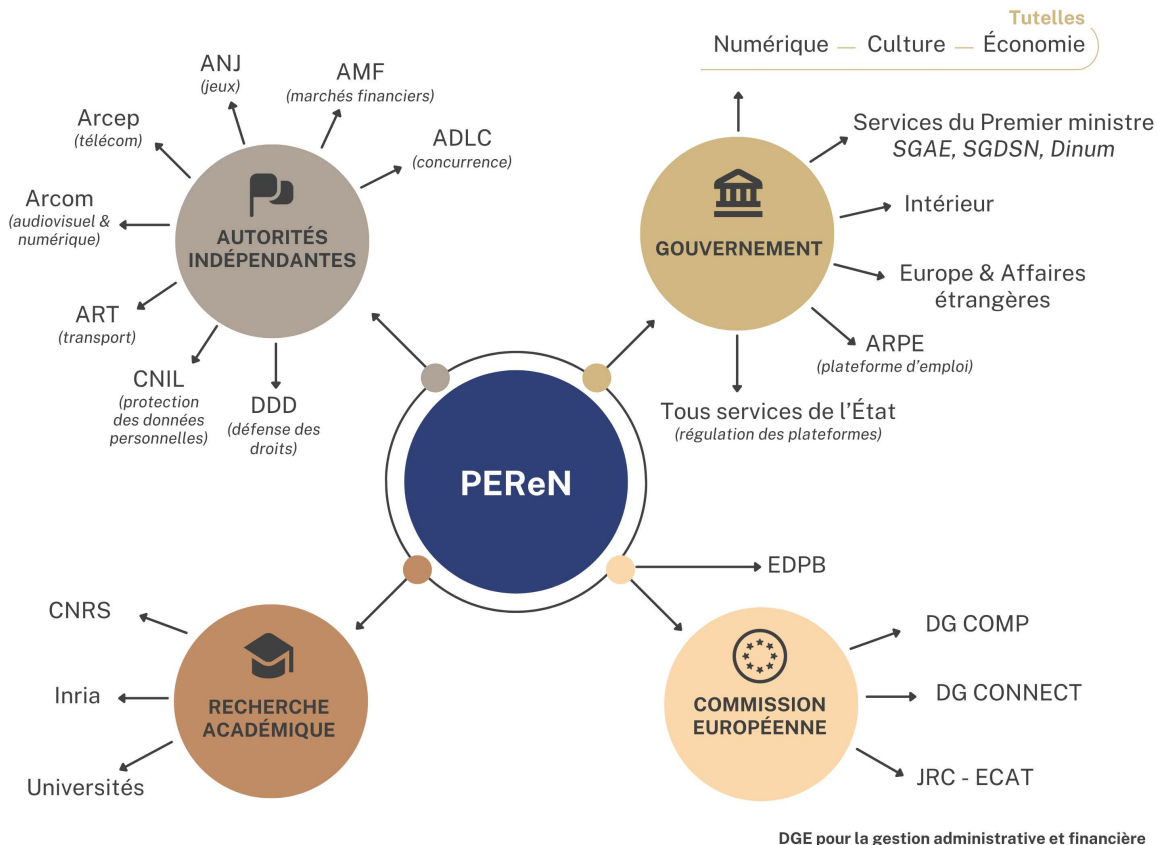 Tutelles
Numérique — Culture — Économie
ANJ
(jeux)
AMF
(marchés financiers)
Arcep
(télécom)
ADLC
(concurrence)
Arcom
(audiovisuel &
numérique)
AUTORITÉS
INDÉPENDANTES
ART
(transport)
CNIL
(protection
des données
personnelles)
DDD
(défense des
droits)
Services du Premier ministre
SGAE, SGDSN, Dinum
GOUVERNEMENT
Intérieur
Europe & Affaires
étrangères
ARPE
(plateforme d'emploi)
Tous services de l'État
(régulation des plateformes)
PEReN
CNRS
Inria
Universités
RECHERCHE
ACADÉMIQUE
EDPB
COMMISSION
EUROPÉENNE
DG COMP
DG CONNECT
JRC - ECAT
DGE pour la gestion administrative et financière